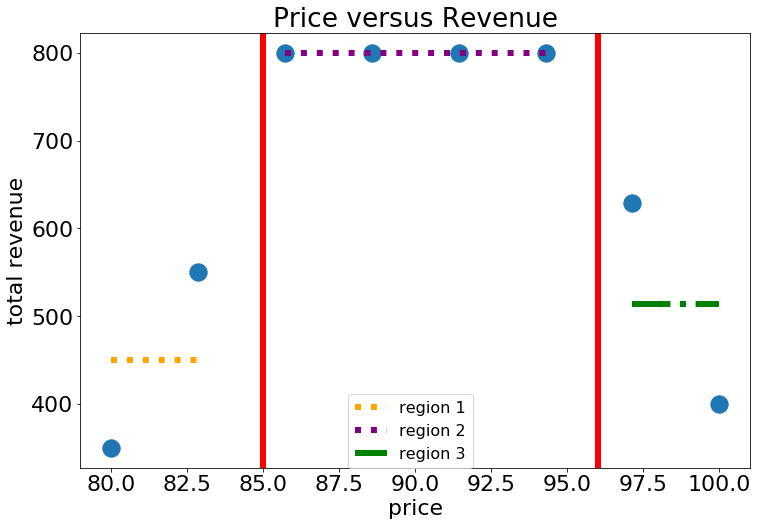 Price versus Revenue
total revenue
800
700
600
500
400
region 1
region 2
region 3
80.0 82.5 85.0 87.5 90.0 92.5 95.0 97.5 100.0
price